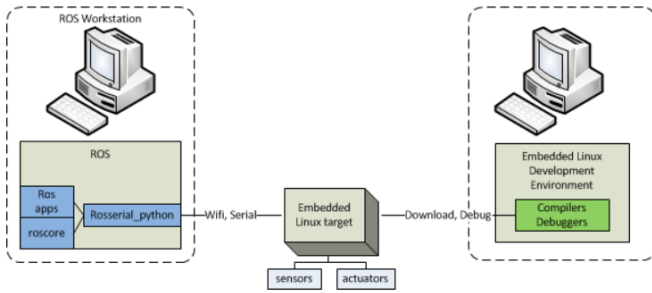 ROS Workstation
ROS
Ros
apps
roscore
Rosserial_python
Wifi, Serial
Embedded
Linux target
sensors
actuators
Download, Debug
Embedded Linux
Development
Environment
Compilers
Debuggers